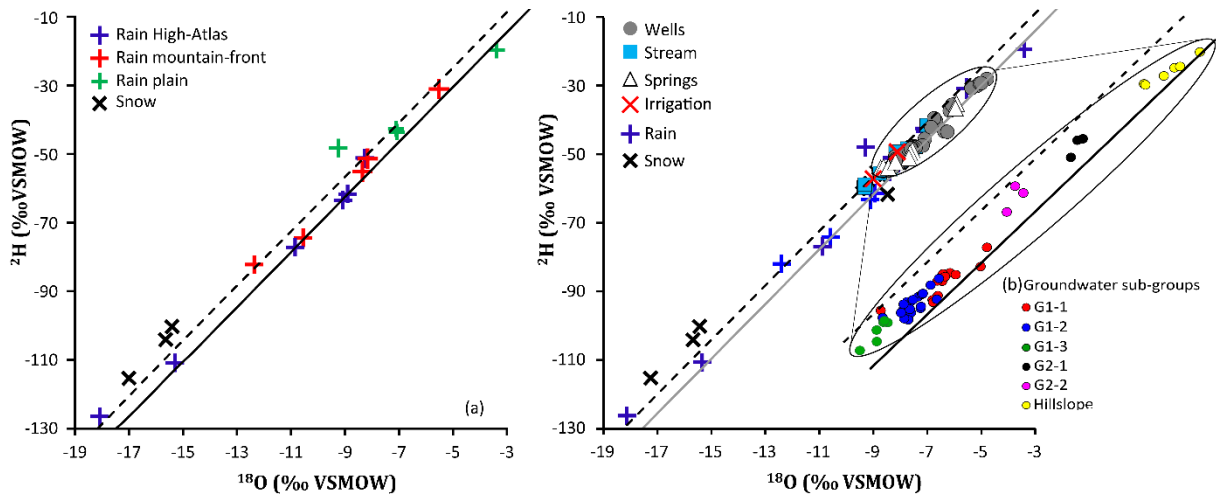 -10
-30
-50
-70
-90
-110
-130
²H (‰ VSMOW)
Rain High-Atlas
Rain mountain-front
Rain plain
Snow
(a)
-19
-17
-15
-13
-11
-9
-7
-5
-3
-1
¹⁸O (‰ VSMOW)
-10
-30
-50
-70
-90
-110
-130
²H (‰ VSMOW)
Wells
Stream
Springs
Irrigation
Rain
Snow
(b)Groundwater sub-groups
G1-1
G1-2
G1-3
G2-1
G2-2
Hillslope
-19
-17
-15
-13
-11
-9
-7
-5
-3
-1
¹⁸O (‰ VSMOW)